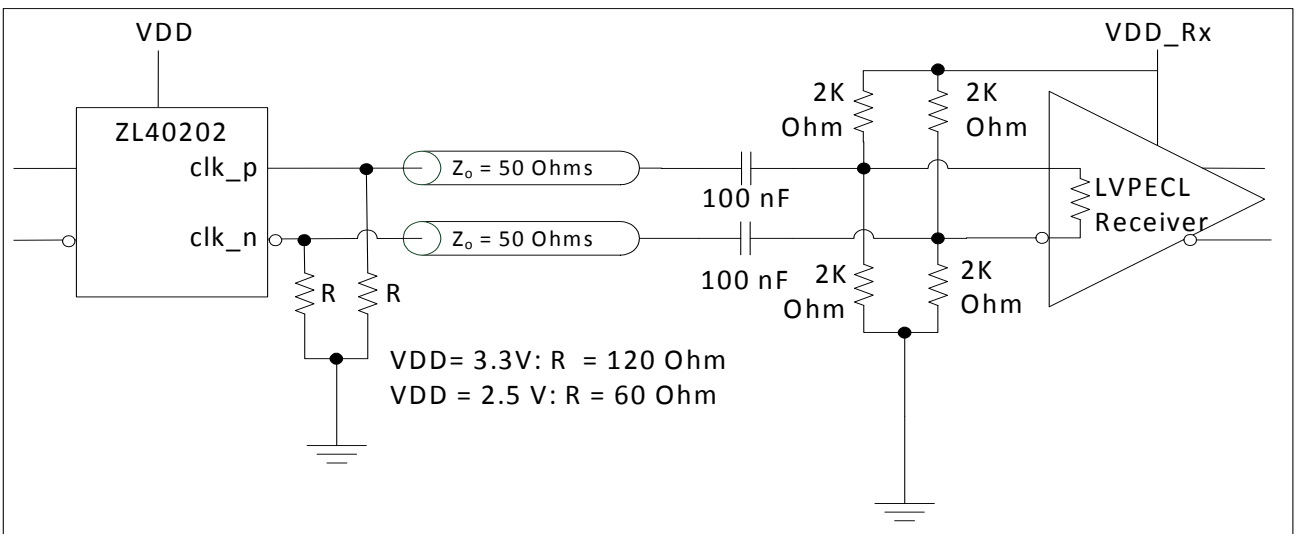 VDD
VDD_Rx
2K
Ohm
2K
Ohm
ZL40202
clk_p
Zₒ = 50 Ohms
100 nF
LVPECL
Receiver
clk_n
Zₒ = 50 Ohms
100 nF
2K
Ohm
2K
Ohm
R
R
VDD= 3.3V: R = 120 Ohm
VDD = 2.5 V: R = 60 Ohm